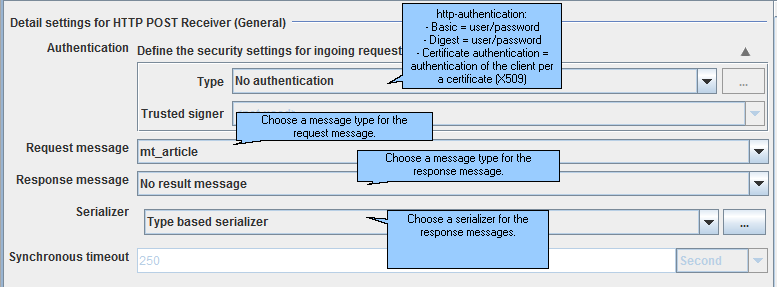 Detail settings for HTTP POST Receiver (General)
http-authentication:
- Basic = user/password
- Digest = user/password
- Certificate authentication =
authentication of the client per
a certificate (X509)
Authentication
Define the security settings for ingoing request
Type
No authentication
...
Trusted signer
Choose a message type for the
request message.
Request message
mt_article
Choose a message type for the
response message.
Response message
No result message
Serializer
Type based serializer
...
Choose a serializer for the
response messages.
Synchronous timeout
250
Second